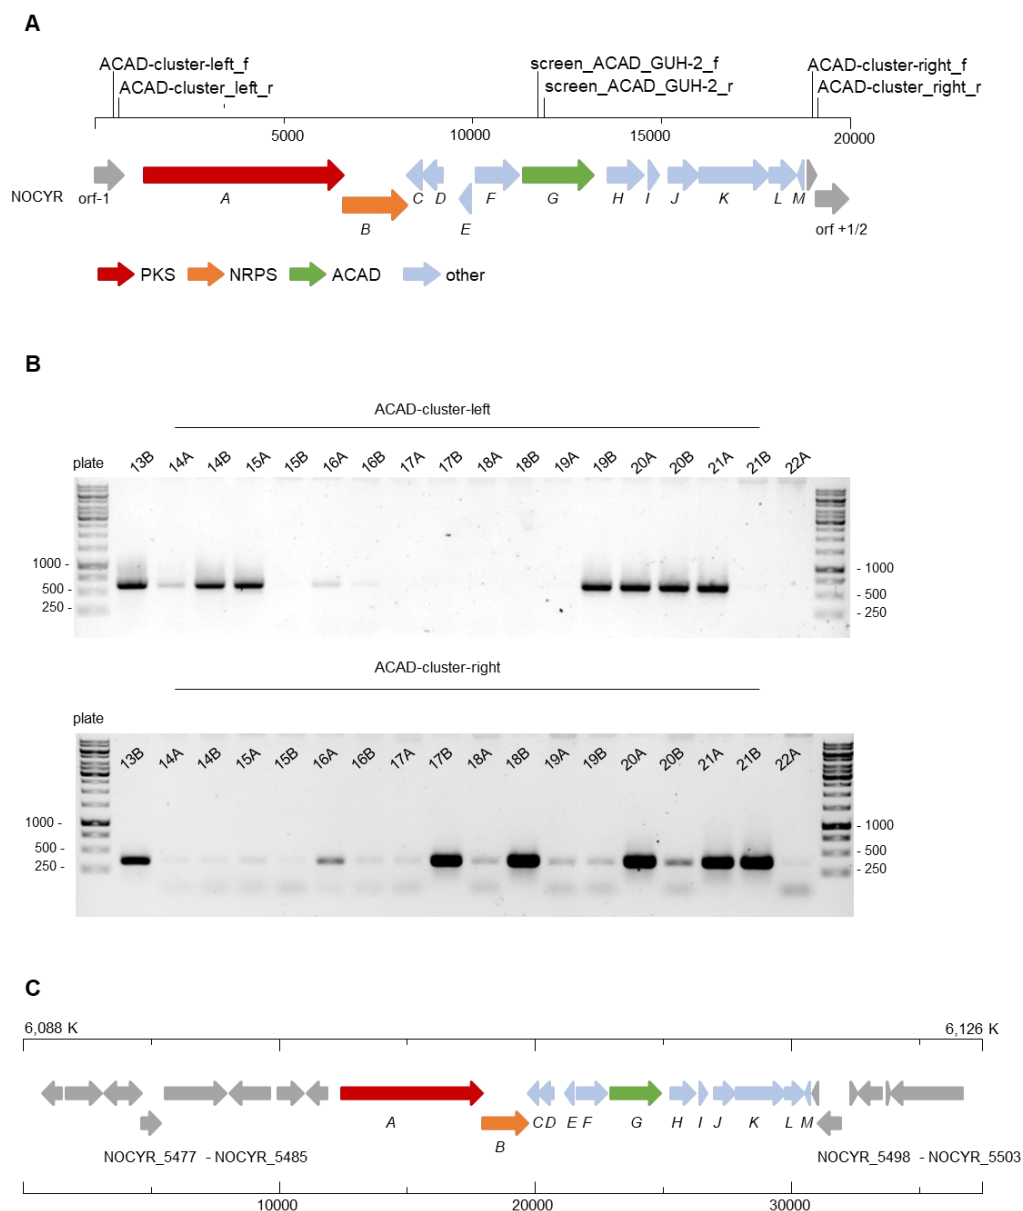 A
ACAD-cluster-left_f
screen_ACAD_GUH-2_f
ACAD-cluster-right_f
ACAD-cluster_left_r
screen_ACAD_GUH-2_r
ACAD-cluster_right_r
5000 10000 15000 20000
NOCYR orf-1 A B C D E F G H I J K L M orf +1/2
PKS NRPS ACAD other
B
ACAD-cluster-left
plate 13B 14A 14B 15A 15B 16A 16B 17A 17B 18A 18B 19A 19B 20A 20B 21A 21B 22A
1000 - - 1000
500 - - 500
250 - - 250
ACAD-cluster-right
plate
13B 14A 14B 15A 15B 16A 16B 17A 17B 18A 18B 19A 19B 20A 20B 21A 21B 22A
1000 - - 1000
500 - - 500
250 - - 250
C
6,088 K 6,126 K
A B C D E F G H I J K L M
NOCYR_5477 - NOCYR_5485 NOCYR_5498 - NOCYR_5503
10000 20000 30000